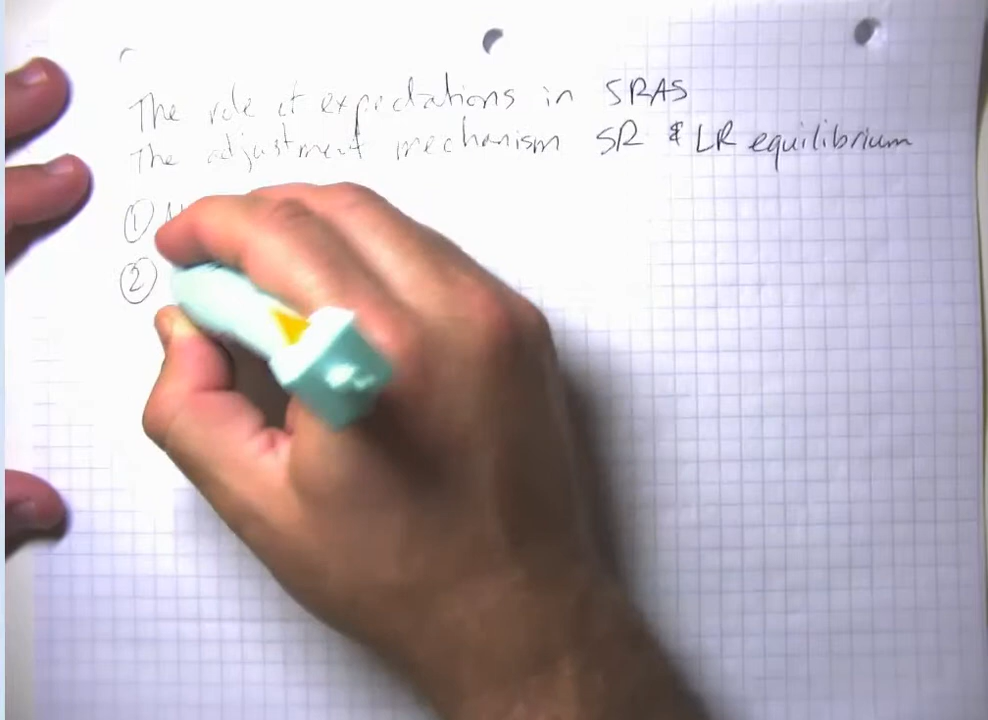 The role of expectations in SRAS
The adjustment mechanism SR & LR equilibrium
①
②